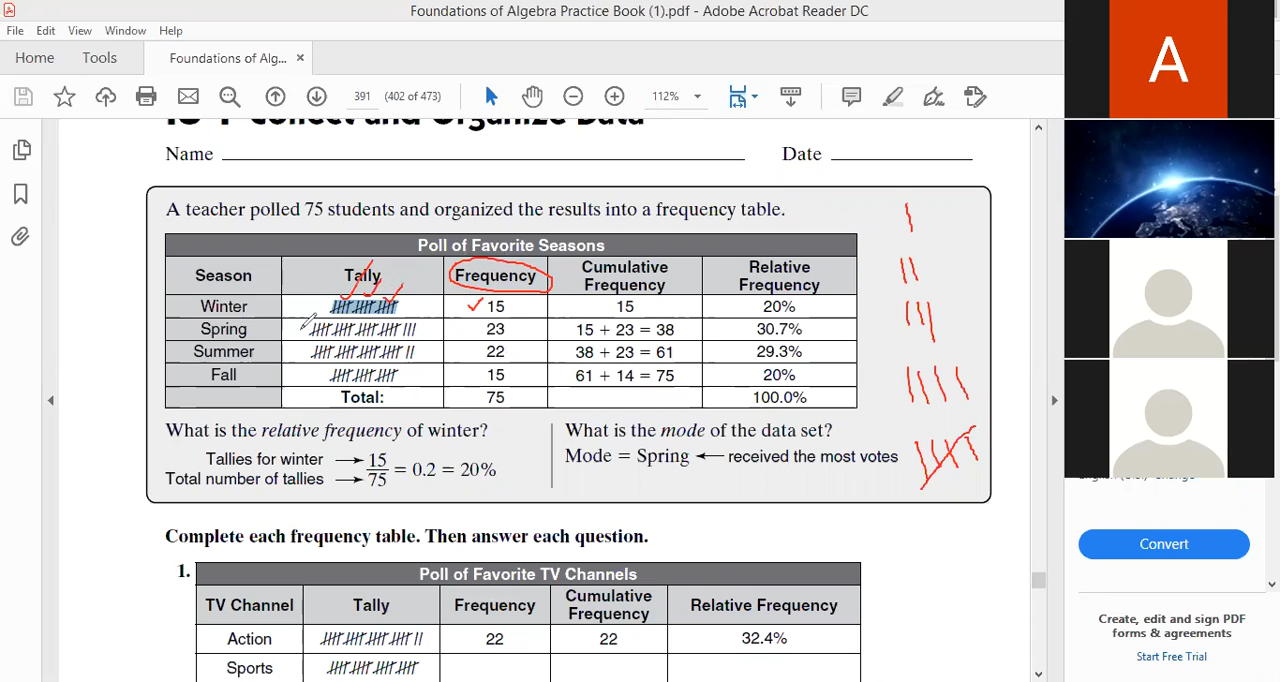 Foundations of Algebra Practice Book (1).pdf - Adobe Acrobat Reader DC
File Edit View Window Help
Home Tools Foundations of Alg... ×
391 (402 of 473) 112%
Collect and Organize Data
Name Date
A teacher polled 75 students and organized the results into a frequency table.
Poll of Favorite Seasons
Season Tally Frequency Cumulative Frequency Relative Frequency
Winter 15 15 20%
Spring 23 15 + 23 = 38 30.7%
Summer 22 38 + 23 = 61 29.3%
Fall 15 61 + 14 = 75 20%
Total: 75 100.0%
What is the relative frequency of winter?
Tallies for winter → 15
Total number of tallies → 75 = 0.2 = 20%
What is the mode of the data set?
Mode = Spring ← received the most votes
Complete each frequency table. Then answer each question.
1.
Poll of Favorite TV Channels
TV Channel Tally Frequency Cumulative Frequency Relative Frequency
Action 22 22 32.4%
Sports
A
Convert
Create, edit and sign PDF
forms & agreements
Start Free Trial